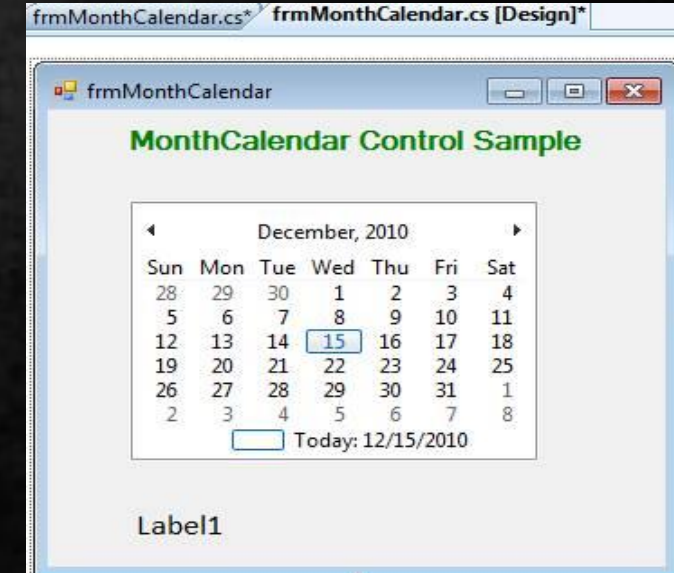 frmMonthCalendar.cs* frmMonthCalendar.cs [Design]*
frmMonthCalendar
MonthCalendar Control Sample
December, 2010
Sun Mon Tue Wed Thu Fri Sat
28 29 30 1 2 3 4
5 6 7 8 9 10 11
12 13 14 15 16 17 18
19 20 21 22 23 24 25
26 27 28 29 30 31 1
2 3 4 5 6 7 8
Today: 12/15/2010
Label1